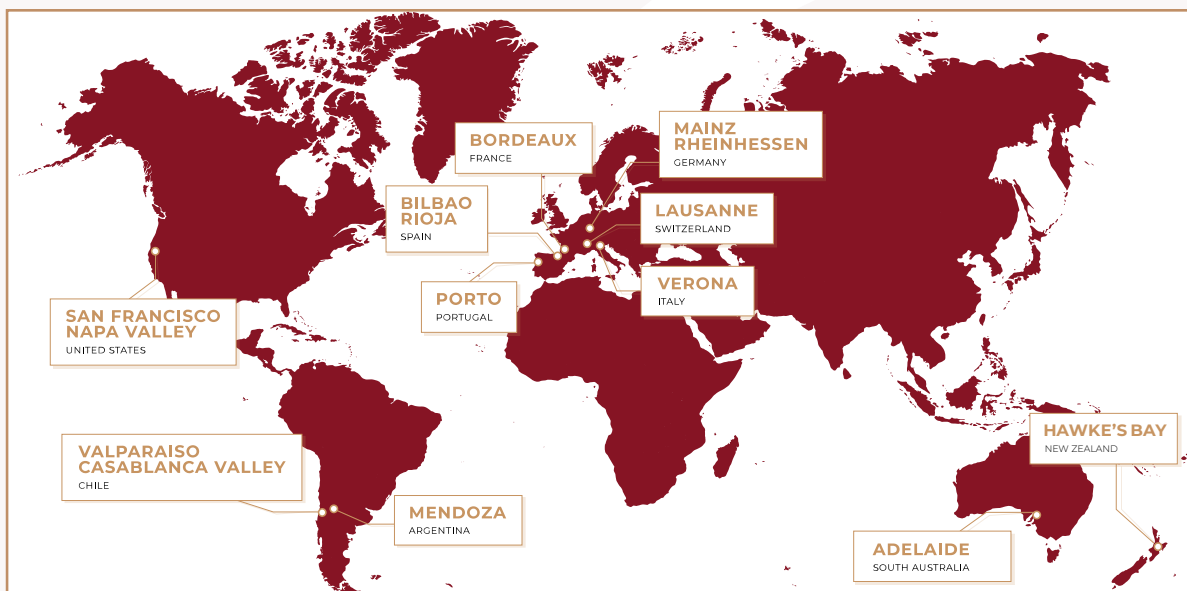 BORDEAUX
FRANCE
MAINZ
RHEINHESSEN
GERMANY
BILBAO
RIOJA
SPAIN
LAUSANNE
SWITZERLAND
VERONA
ITALY
PORTO
PORTUGAL
SAN FRANCISCO
NAPA VALLEY
UNITED STATES
VALPARAISO
CASABLANCA VALLEY
CHILE
MENDOZA
ARGENTINA
HAWKE'S BAY
NEW ZEALAND
ADELAIDE
SOUTH AUSTRALIA